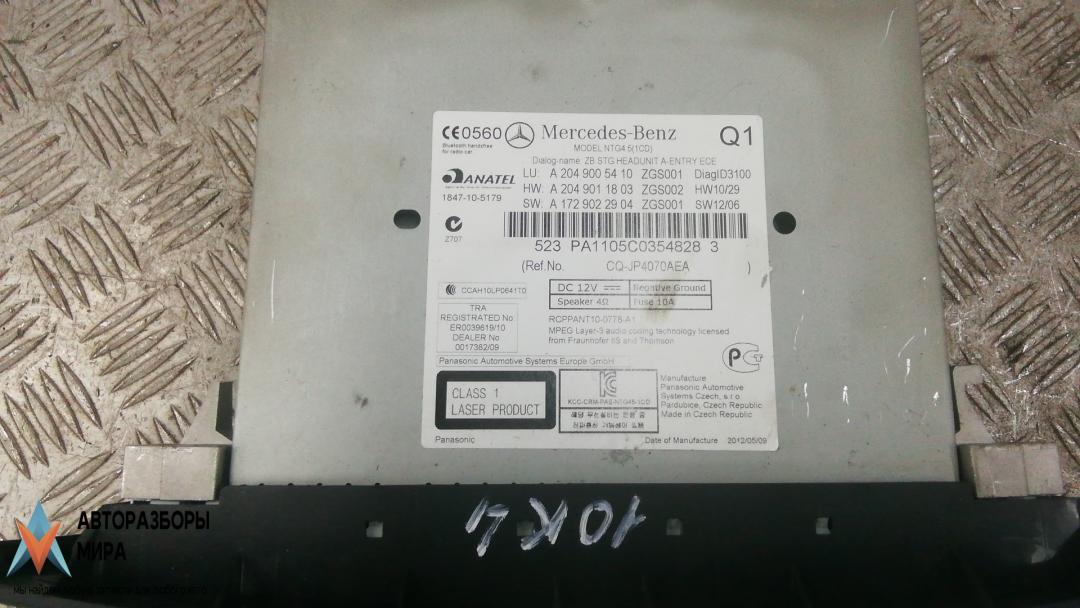 CE0560 Mercedes-Benz Q1
Bluetooth handsfree
for radio car
MODEL NTG4.5(1CD)
Dialog-name: ZB STG HEADUNIT A-ENTRY ECE
LU: A 204 900 54 10 ZGS001 DiagID3100
HW: A 204 901 18 03 ZGS002 HW10/29
SW: A 172 902 29 04 ZGS001 SW12/06
ANATEL
1847-10-5179
Z707
523 PA1105C0354828 3
(Ref.No. CQ-JP4070AEA )
CCAH10LP0641T0
DC 12V Negative Ground
Speaker 4Ω Fuse 10A
TRA
REGISTRATED No
ER0039619/10
DEALER No
0017382/09
RCPPANT10-0778-A1
MPEG Layer-3 audio coding technology licensed
from Fraunhofer IIS and Thomson
Panasonic Automotive Systems Europe GmbH
CLASS 1
LASER PRODUCT
KCC-CRM-PAS-NTG45-1CD
Manufacture
Panasonic Automotive
Systems Czech, s.r.o
Pardubice, Czech Republic
Made in Czech Republic
Panasonic
Date of Manufacture 2012/05/09
АВТОРАЗБОРЫ
МИРА